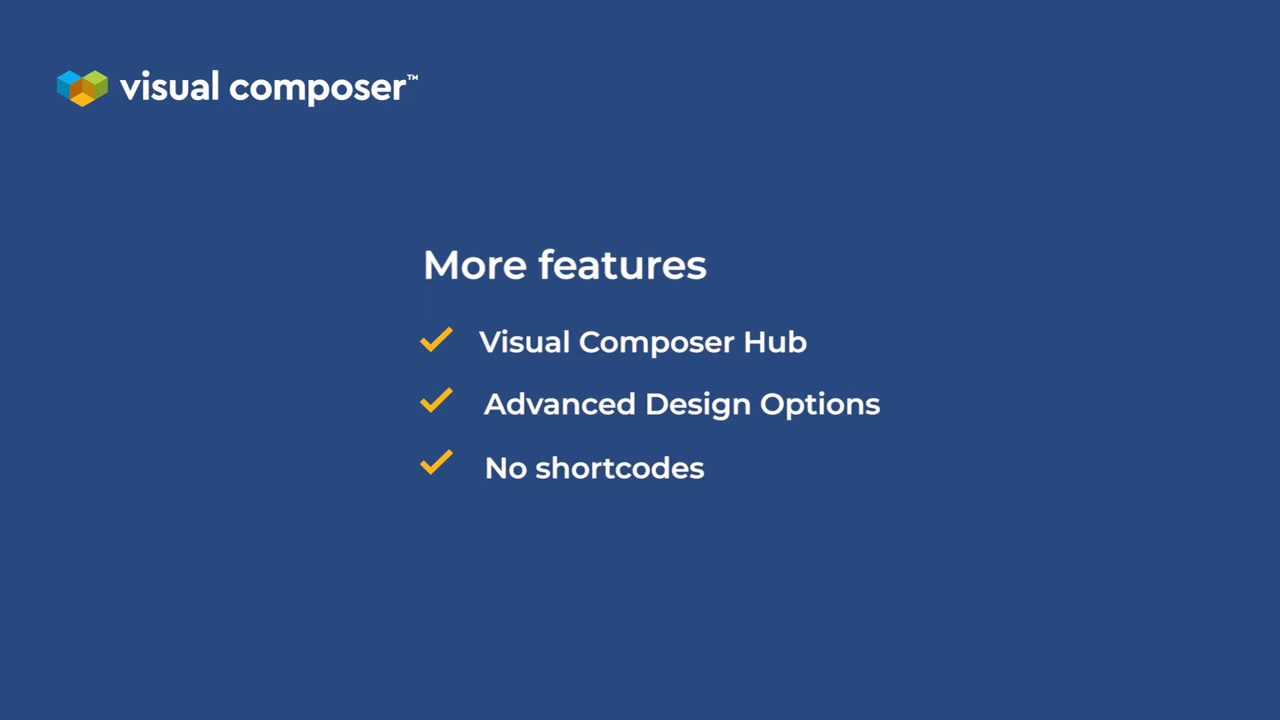 visual composer™
More features
Visual Composer Hub
Advanced Design Options
No shortcodes